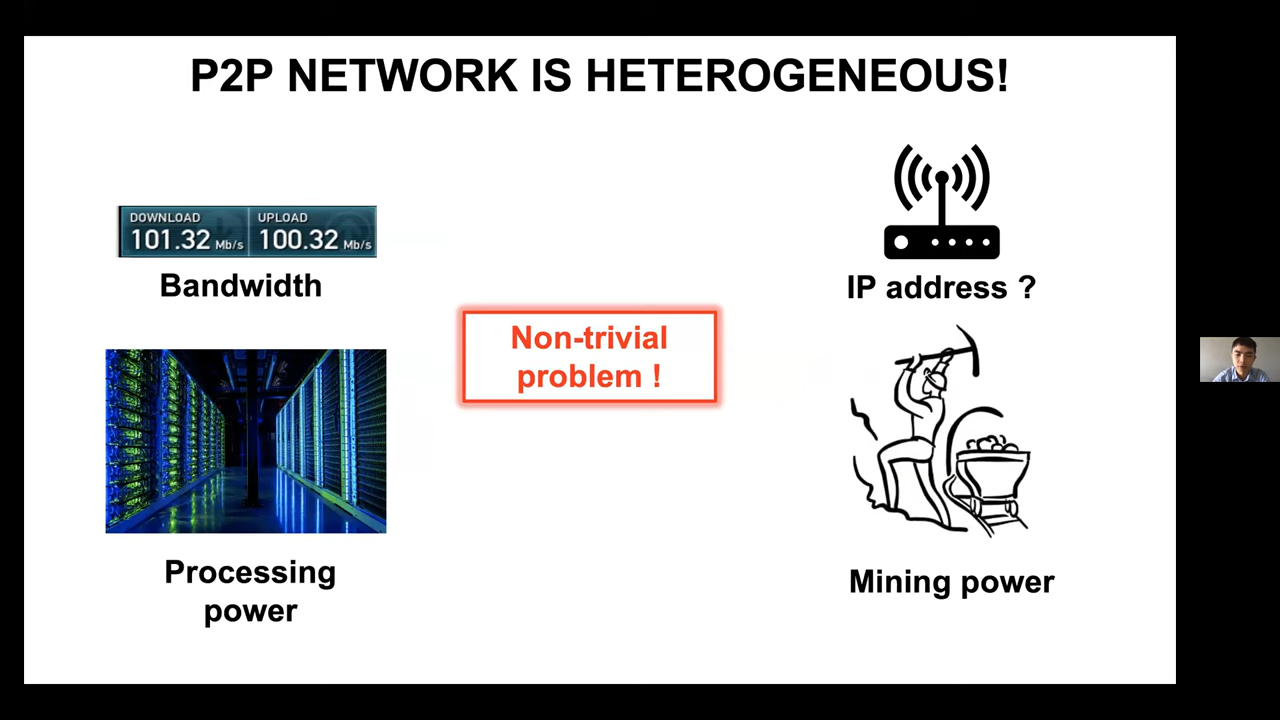 P2P NETWORK IS HETEROGENEOUS!
DOWNLOAD UPLOAD
101.32 Mb/s 100.32 Mb/s
Bandwidth
IP address ?
Non-trivial
problem !
Processing
power
Mining power